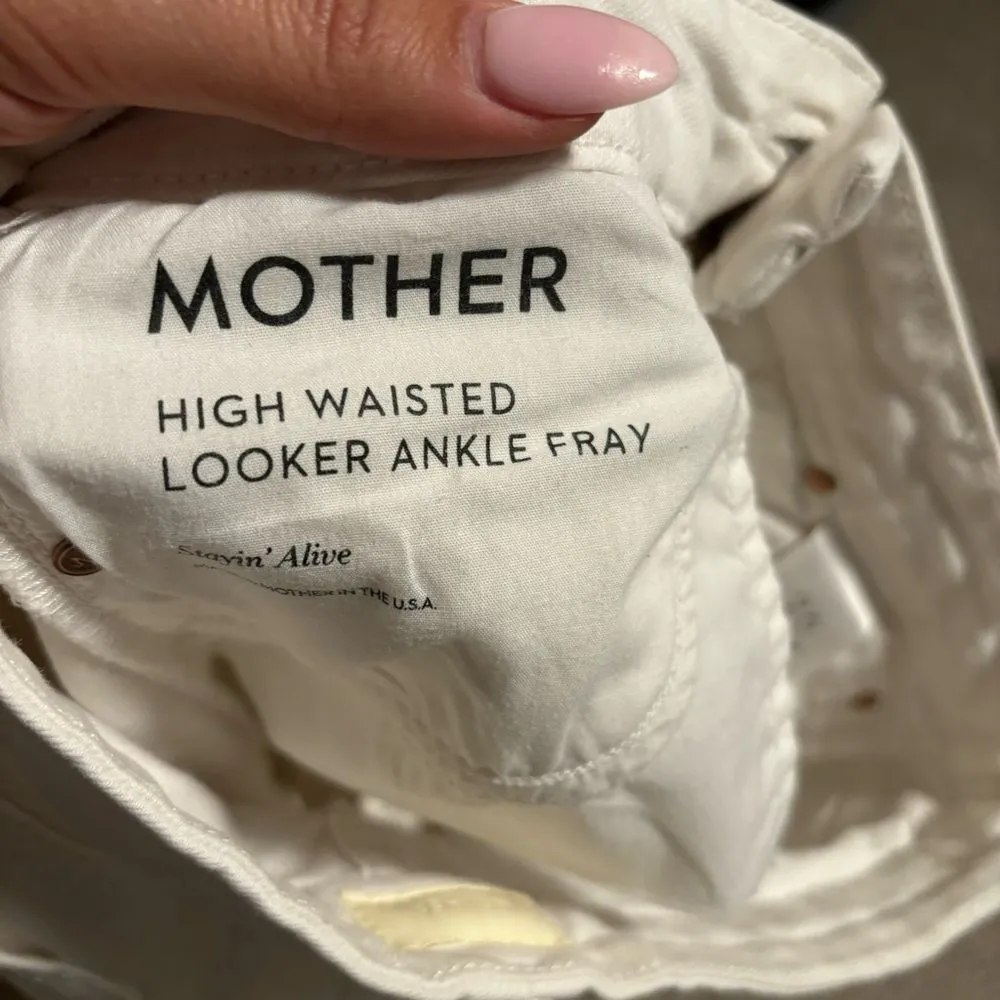 MOTHER
HIGH WAISTED
LOOKER ANKLE FRAY
Stayin' Alive
MOTHER IN THE U.S.A.